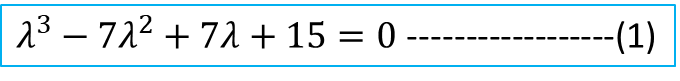 λ³ − 7λ² + 7λ + 15 = 0 ------------------(1)